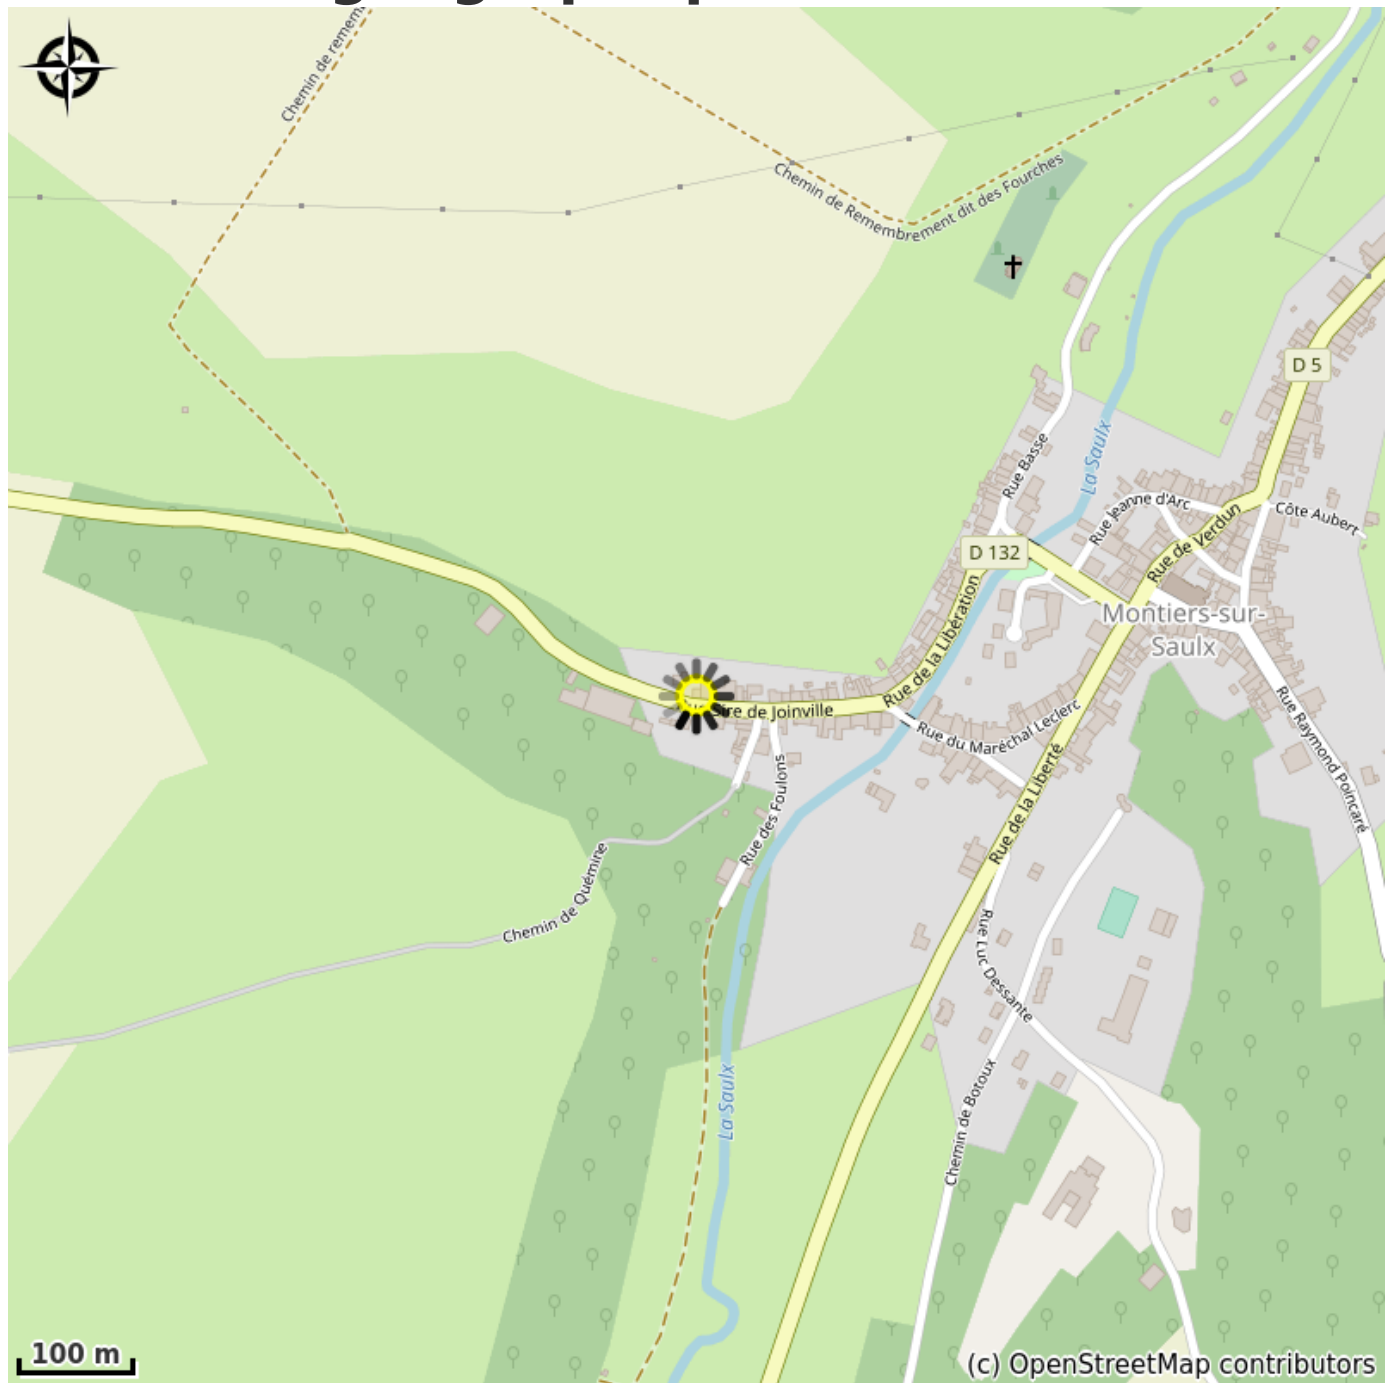 Chemin de
Chemin de Remembrement dit des Fourches
D 5
Rue Basse
La Saulx
Rue Jeanne d'Arc
Côte Aubert
Rue de Verdun
D 132
Montiers-sur-
Saulx
Rue de la Libération
Sire de Joinville
Rue du Maréchal Leclerc
Rue Raymond Poincaré
Rue de la Liberté
Rue des Foulons
Chemin de Quémine
Rue Luc Dessante
La Saulx
Chemin de Botoux
100 m
(c) OpenStreetMap contributors